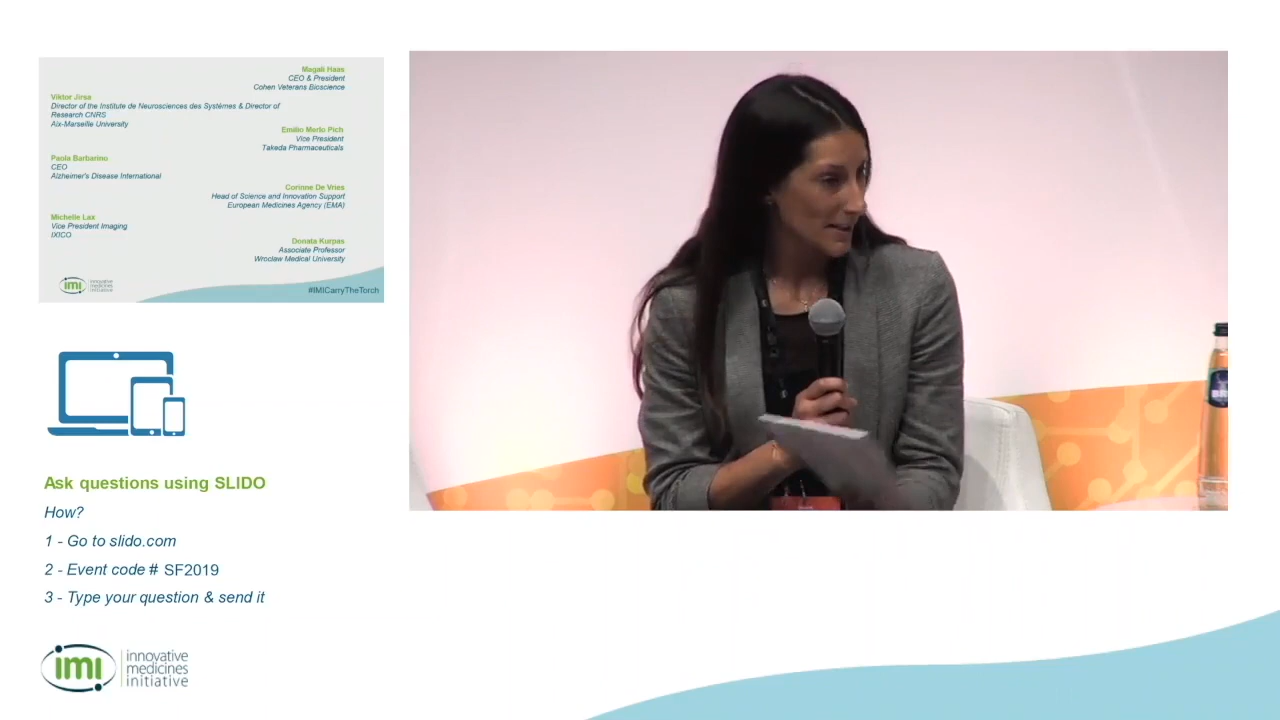 Magali Haas
CEO & President
Cohen Veterans Bioscience
Viktor Jirsa
Director of the Institute de Neurosciences des Systèmes & Director of
Research CNRS
Aix-Marseille University
Emilio Merlo Pich
Vice President
Takeda Pharmaceuticals
Paola Barbarino
CEO
Alzheimer's Disease International
Corinne De Vries
Head of Science and Innovation Support
European Medicines Agency (EMA)
Michelle Lax
Vice President Imaging
IXICO
Donata Kurpas
Associate Professor
Wroclaw Medical University
imi
innovative
medicines
initiative
#IMICarryTheTorch
Ask questions using SLIDO
How?
1 - Go to slido.com
2 - Event code # SF2019
3 - Type your question & send it
imi
innovative
medicines
initiative